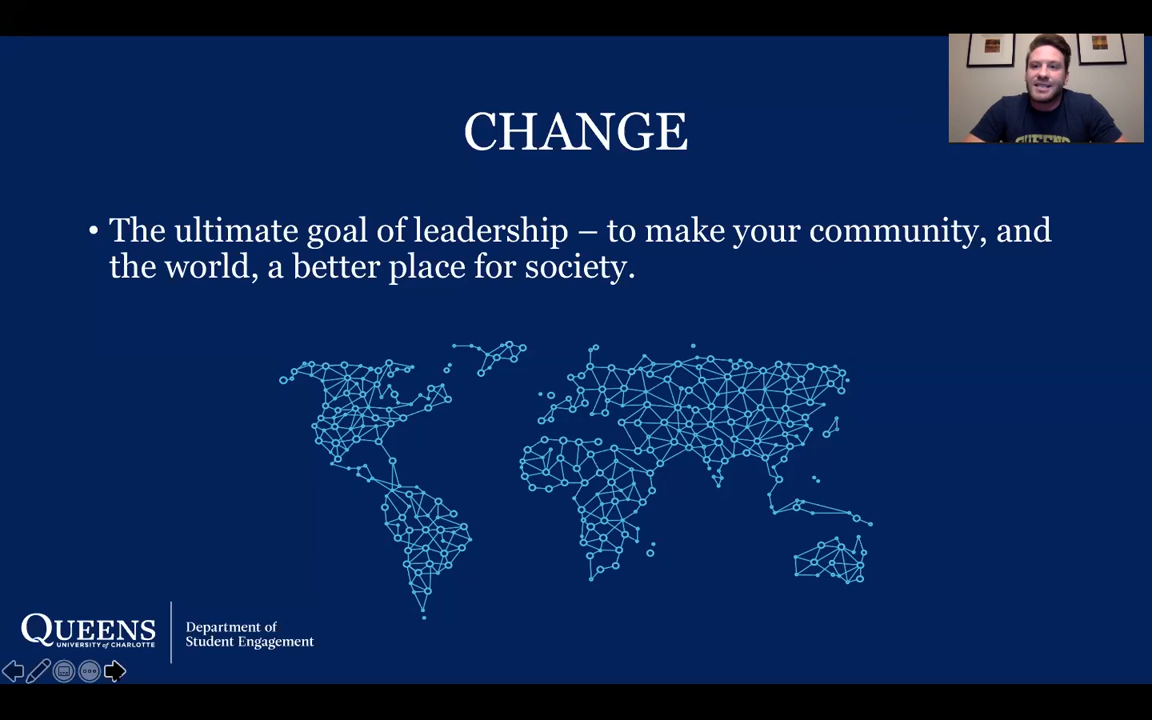 CHANGE
• The ultimate goal of leadership – to make your community, and
the world, a better place for society.
QUEENS
QUEENS
UNIVERSITY of CHARLOTTE
Department of
Student Engagement